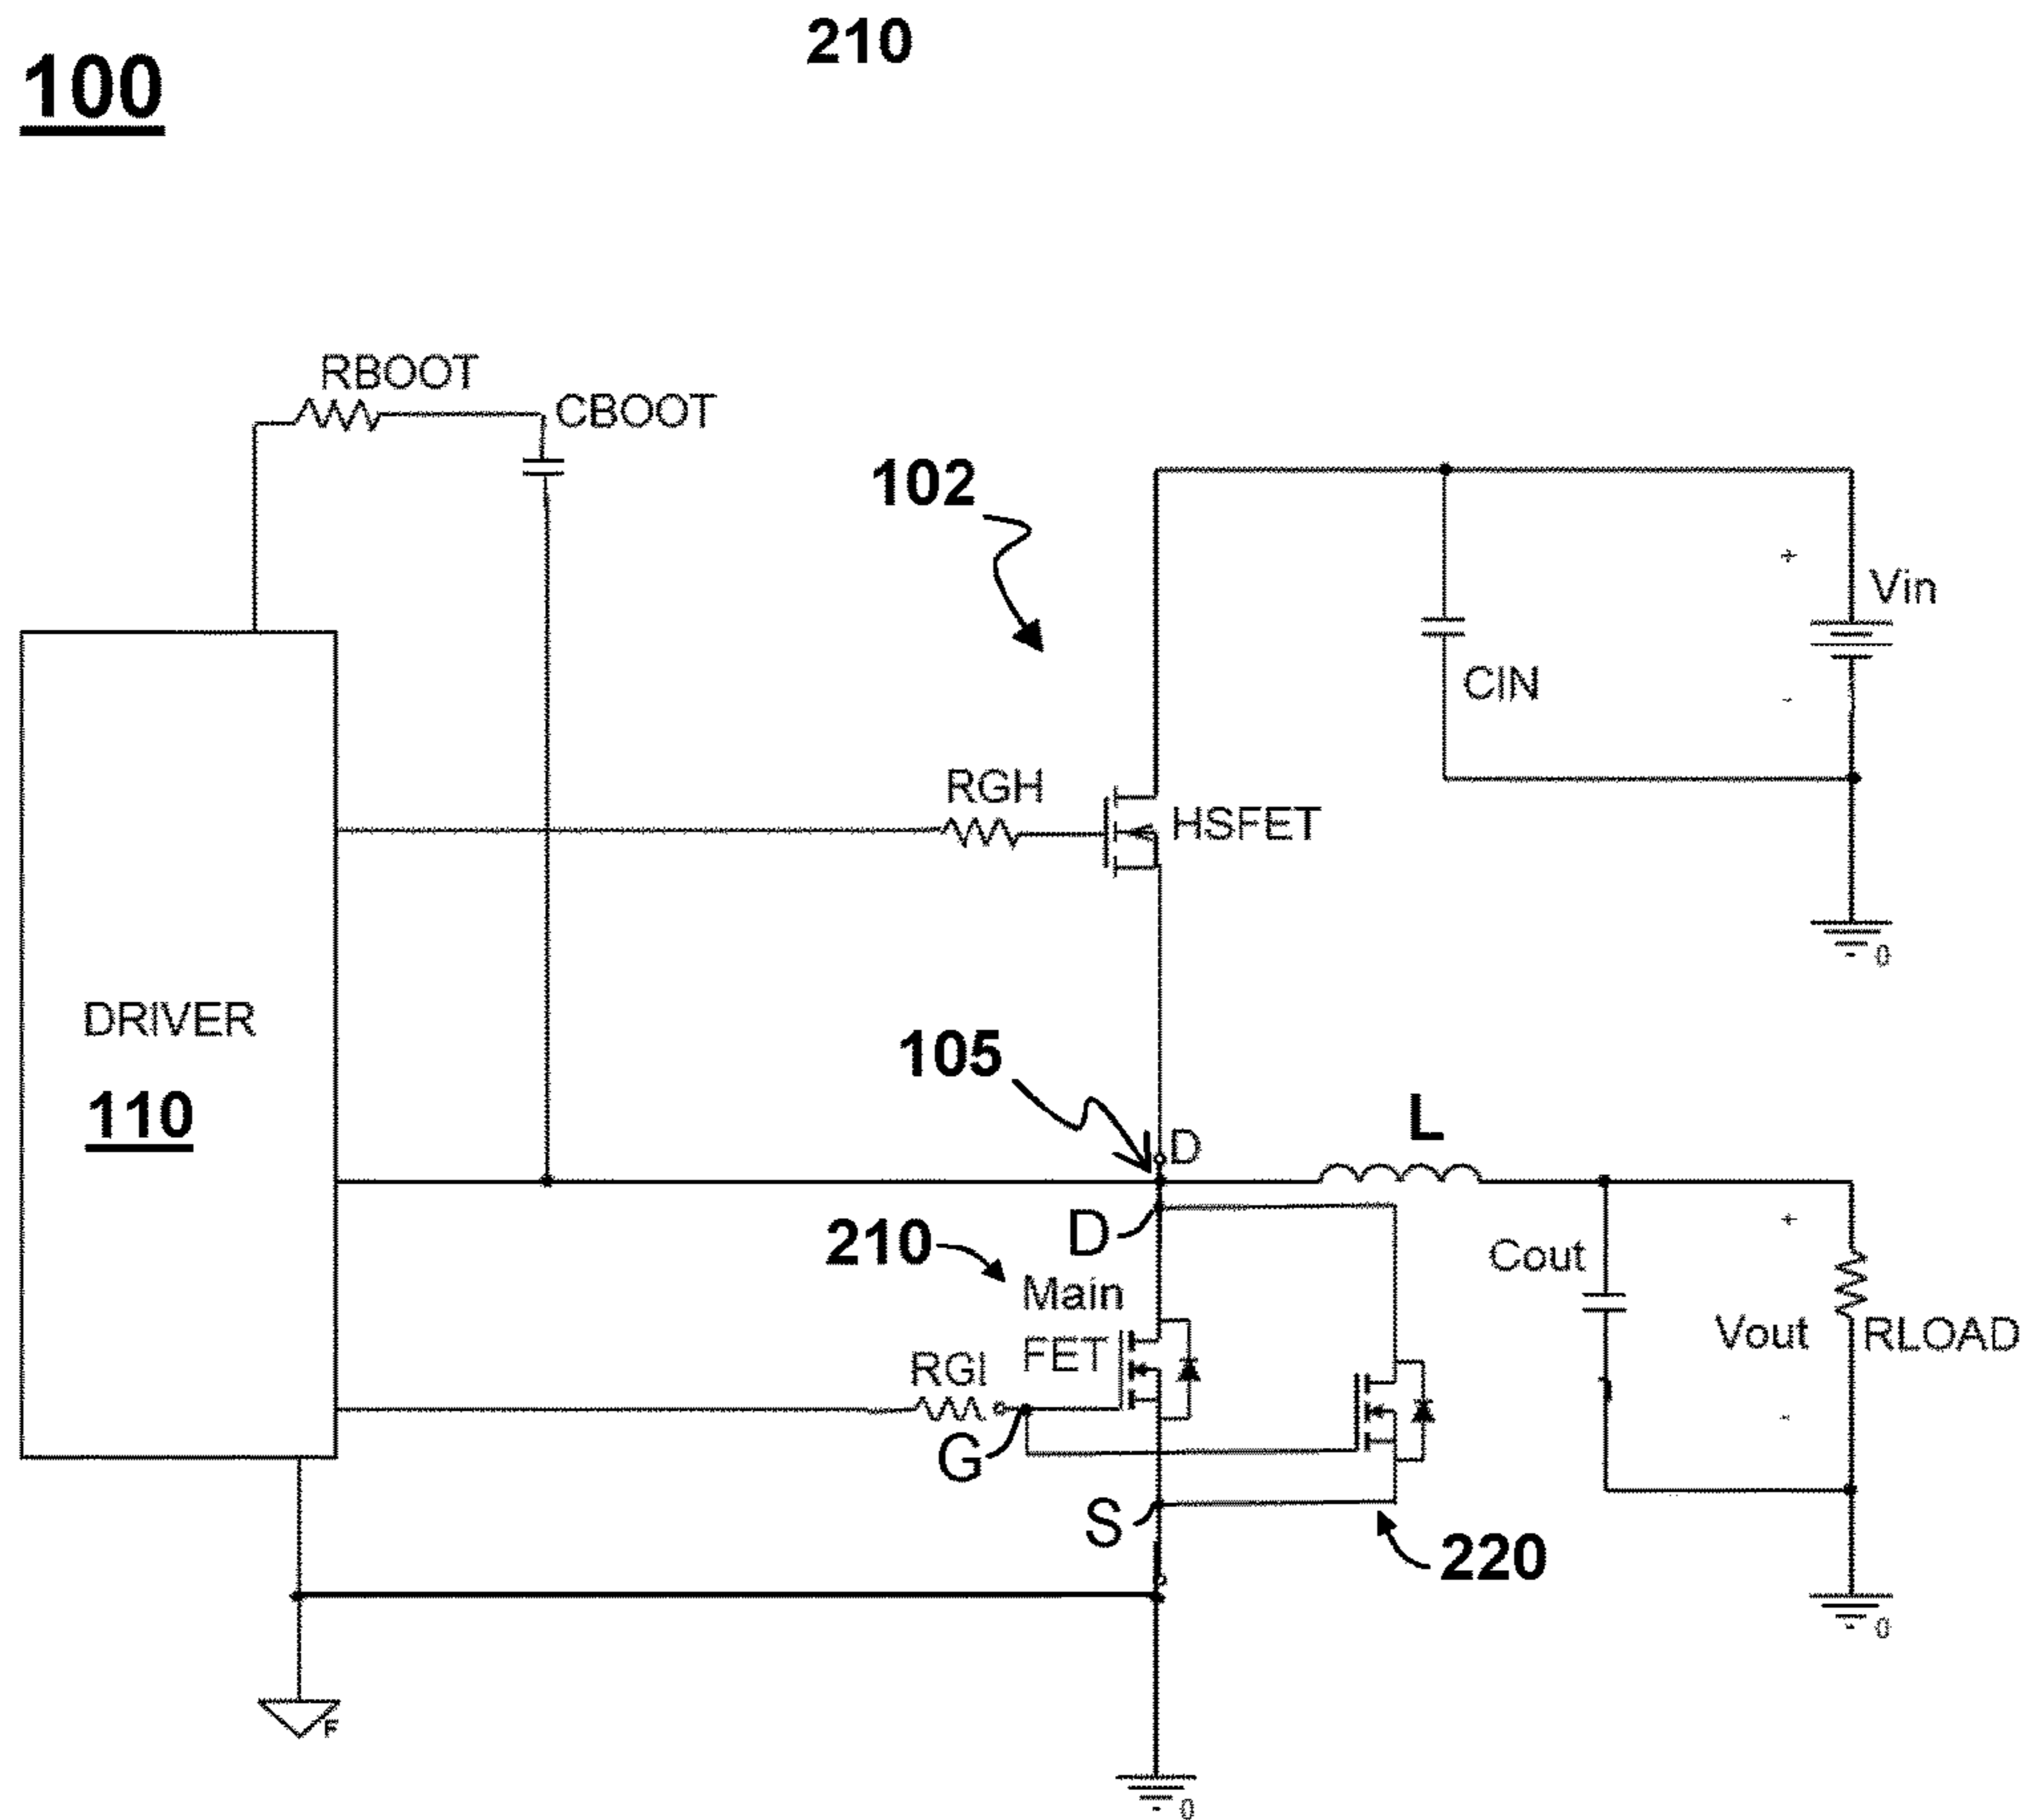 210
100
RBOOT
CBOOT
102
+
Vin
-
CIN
RGH
HSFET
0
DRIVER
110
105
D
L
D
210
Main
FET
Cout
+
Vout
-
RLOAD
RGI
G
S
220
0
F
0